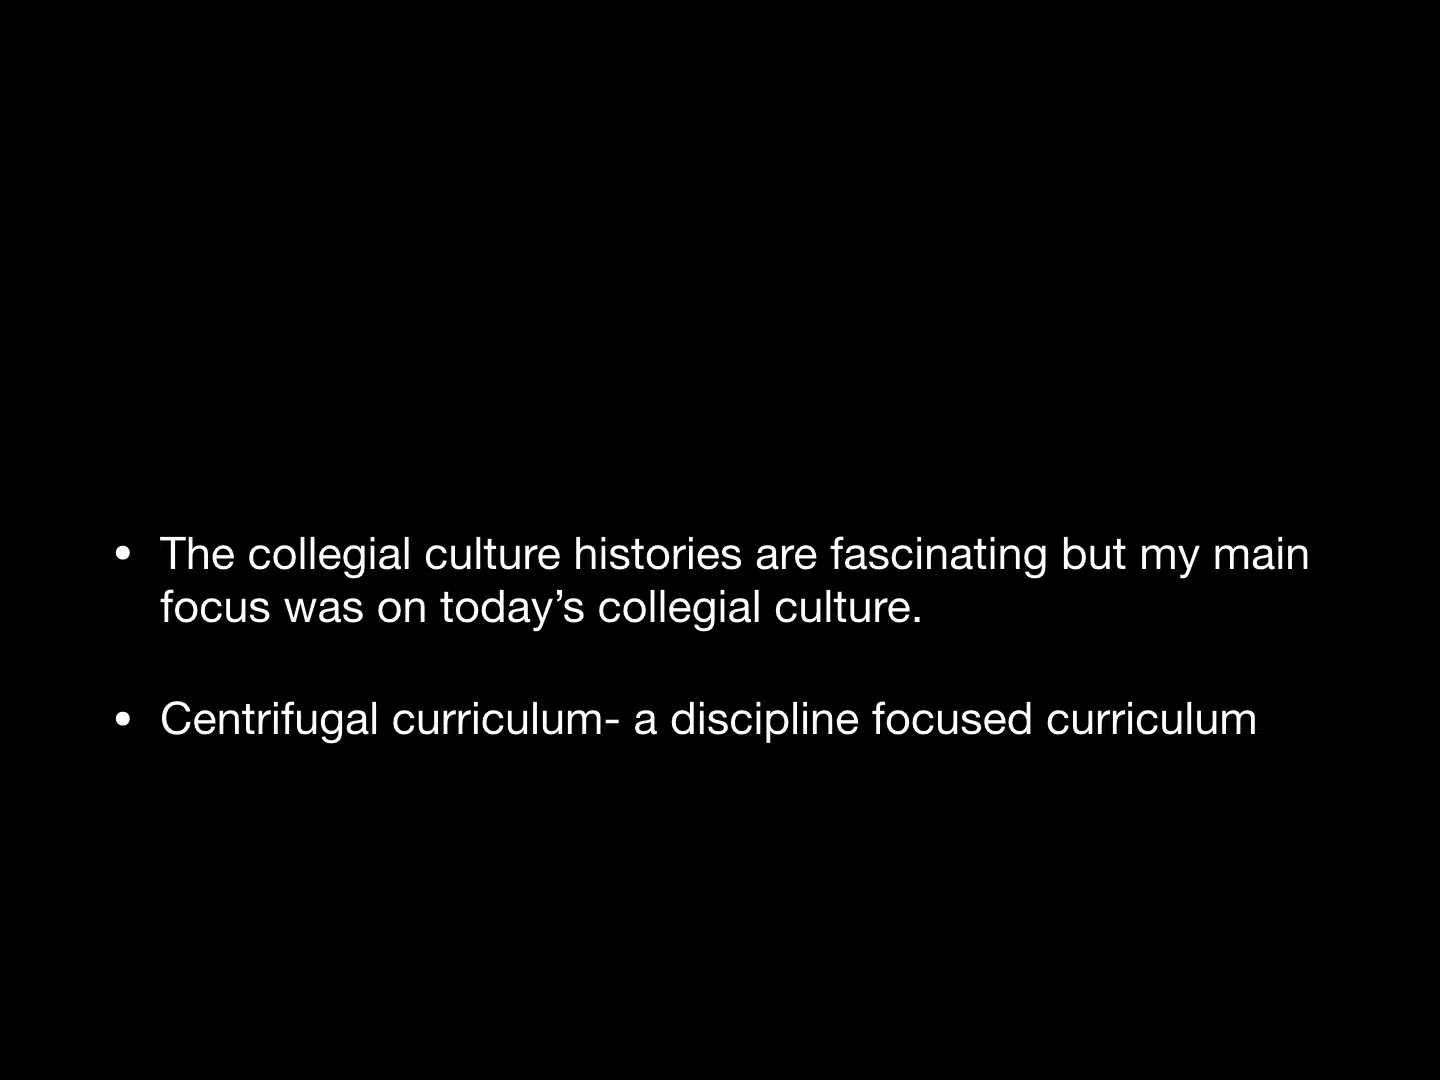 • The collegial culture histories are fascinating but my main
focus was on today’s collegial culture.
• Centrifugal curriculum- a discipline focused curriculum